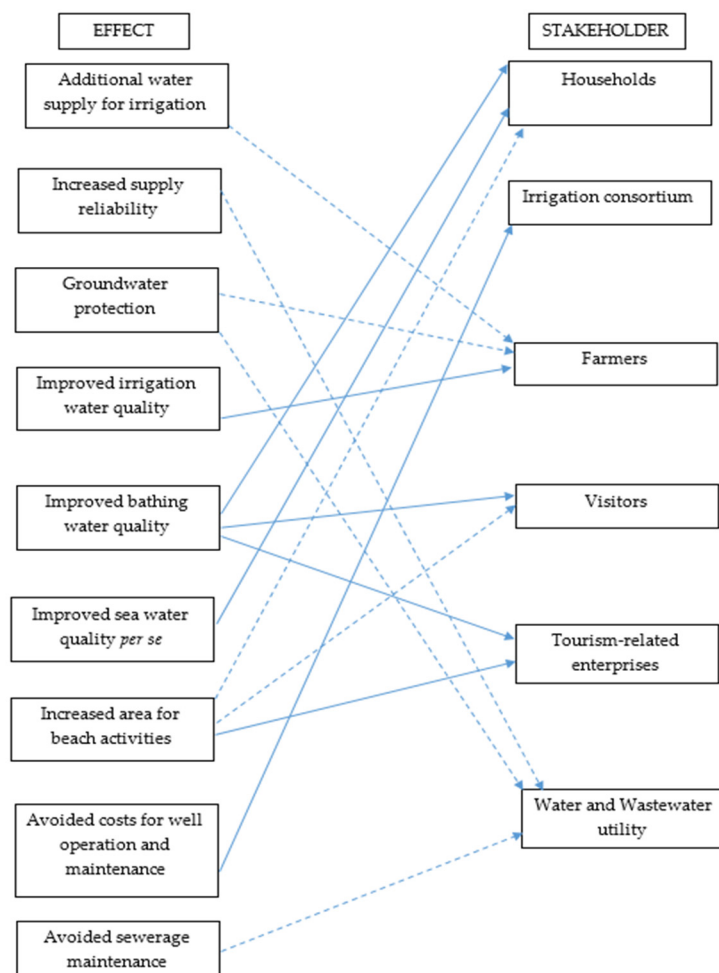 EFFECT
STAKEHOLDER
Additional water
supply for irrigation
Households
Increased supply
reliability
Irrigation consortium
Groundwater
protection
Farmers
Improved irrigation
water quality
Improved bathing
water quality
Visitors
Improved sea water
quality per se
Tourism-related
enterprises
Increased area for
beach activities
Avoided costs for well
operation and
maintenance
Water and Wastewater
utility
Avoided sewerage
maintenance